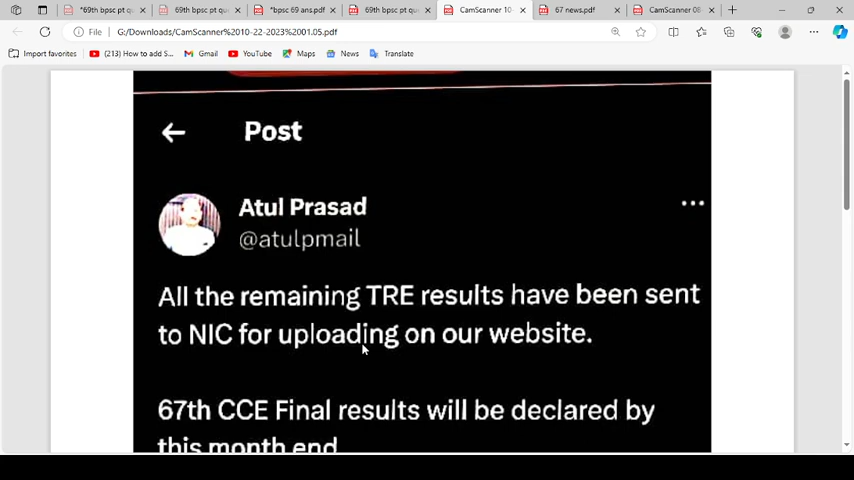 *69th bpsc pt qu
69th bpsc pt qu
*bpsc 69 ans.pdf
69th bpsc pt qu
CamScanner 10-
67 news.pdf
CamScanner 08
File G:/Downloads/CamScanner%2010-22-2023%2001.05.pdf
Import favorites (213) How to add S... Gmail YouTube Maps News Translate
Post
Atul Prasad
@atulpmail
All the remaining TRE results have been sent
to NIC for uploading on our website.
67th CCE Final results will be declared by
this month end